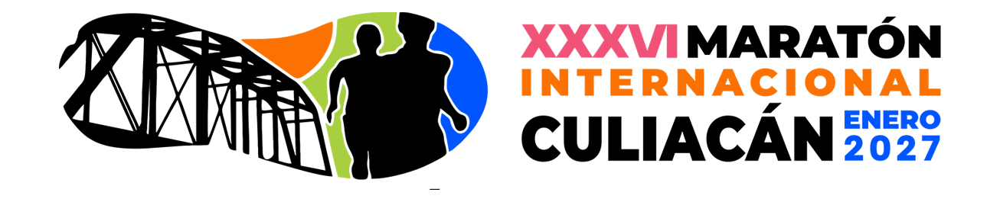 XXXVI MARATÓN
INTERNACIONAL
CULIACÁN ENERO
2027